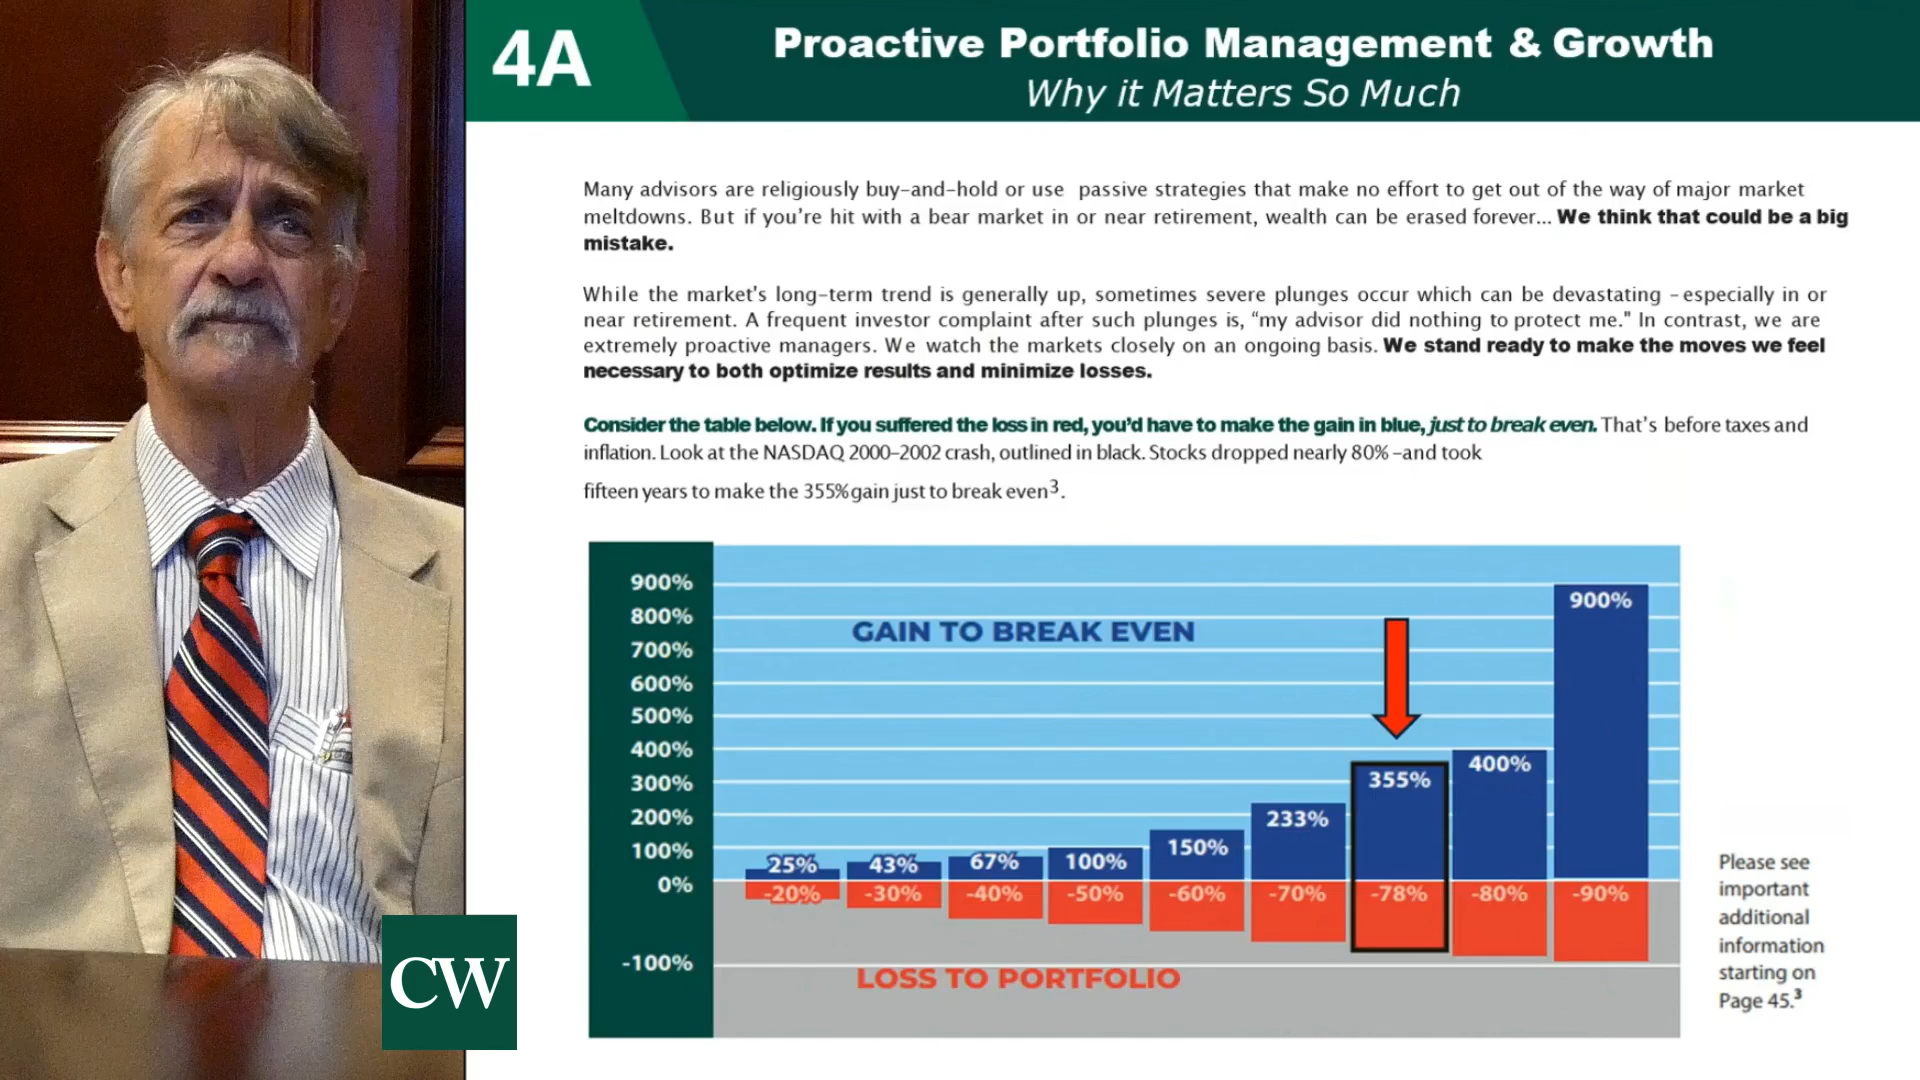 4A
Proactive Portfolio Management & Growth
Why it Matters So Much
Many advisors are religiously buy-and-hold or use passive strategies that make no effort to get out of the way of major market
meltdowns. But if you're hit with a bear market in or near retirement, wealth can be erased forever... We think that could be a big
mistake.
While the market's long-term trend is generally up, sometimes severe plunges occur which can be devastating - especially in or
near retirement. A frequent investor complaint after such plunges is, “my advisor did nothing to protect me." In contrast, we are
extremely proactive managers. We watch the markets closely on an ongoing basis. We stand ready to make the moves we feel
necessary to both optimize results and minimize losses.
Consider the table below. If you suffered the loss in red, you’d have to make the gain in blue, just to break even. That's before taxes and
inflation. Look at the NASDAQ 2000-2002 crash, outlined in black. Stocks dropped nearly 80% -and took
fifteen years to make the 355% gain just to break even3.
900%
800%
700%
600%
500%
400%
300%
200%
100%
0%
-100%
GAIN TO BREAK EVEN
25% 43% 67% 100% 150% 233% 355% 400% 900%
-20% -30% -40% -50% -60% -70% -78% -80% -90%
LOSS TO PORTFOLIO
Please see
important
additional
information
starting on
Page 45.3
CW